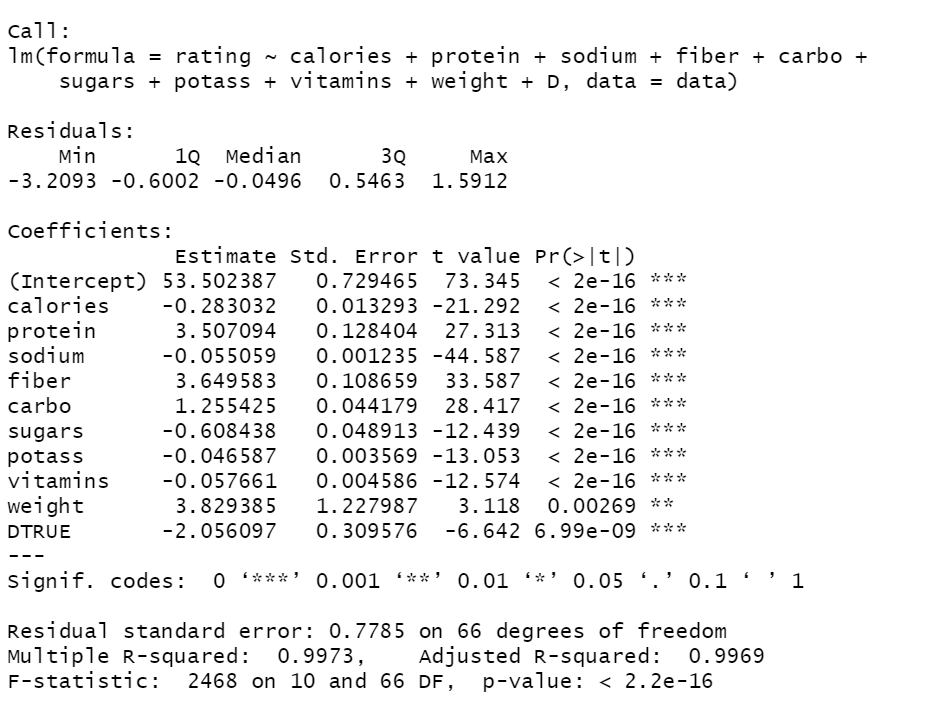 Call:
lm(formula = rating ~ calories + protein + sodium + fiber + carbo +
    sugars + potass + vitamins + weight + D, data = data)

Residuals:
    Min      1Q  Median      3Q     Max
-3.2093 -0.6002 -0.0496  0.5463  1.5912

Coefficients:
             Estimate Std. Error t value Pr(>|t|)
(Intercept) 53.502387   0.729465  73.345  < 2e-16 ***
calories    -0.283032   0.013293 -21.292  < 2e-16 ***
protein      3.507094   0.128404  27.313  < 2e-16 ***
sodium      -0.055059   0.001235 -44.587  < 2e-16 ***
fiber        3.649583   0.108659  33.587  < 2e-16 ***
carbo        1.255425   0.044179  28.417  < 2e-16 ***
sugars      -0.608438   0.048913 -12.439  < 2e-16 ***
potass      -0.046587   0.003569 -13.053  < 2e-16 ***
vitamins    -0.057661   0.004586 -12.574  < 2e-16 ***
weight       3.829385   1.227987   3.118  0.00269 **
DTRUE       -2.056097   0.309576  -6.642 6.99e-09 ***
---
Signif. codes:  0 ‘***’ 0.001 ‘**’ 0.01 ‘*’ 0.05 ‘.’ 0.1 ‘ ’ 1

Residual standard error: 0.7785 on 66 degrees of freedom
Multiple R-squared:  0.9973,    Adjusted R-squared:  0.9969
F-statistic:  2468 on 10 and 66 DF,  p-value: < 2.2e-16